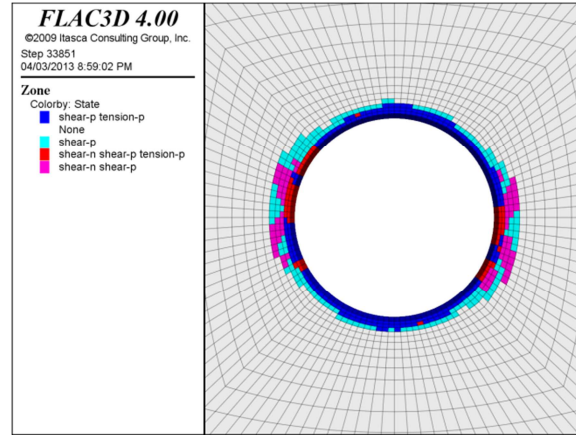 FLAC3D 4.00
©2009 Itasca Consulting Group, Inc.
Step 33851
04/03/2013 8:59:02 PM
Zone
Colorby: State
shear-p tension-p
None
shear-p
shear-n shear-p tension-p
shear-n shear-p